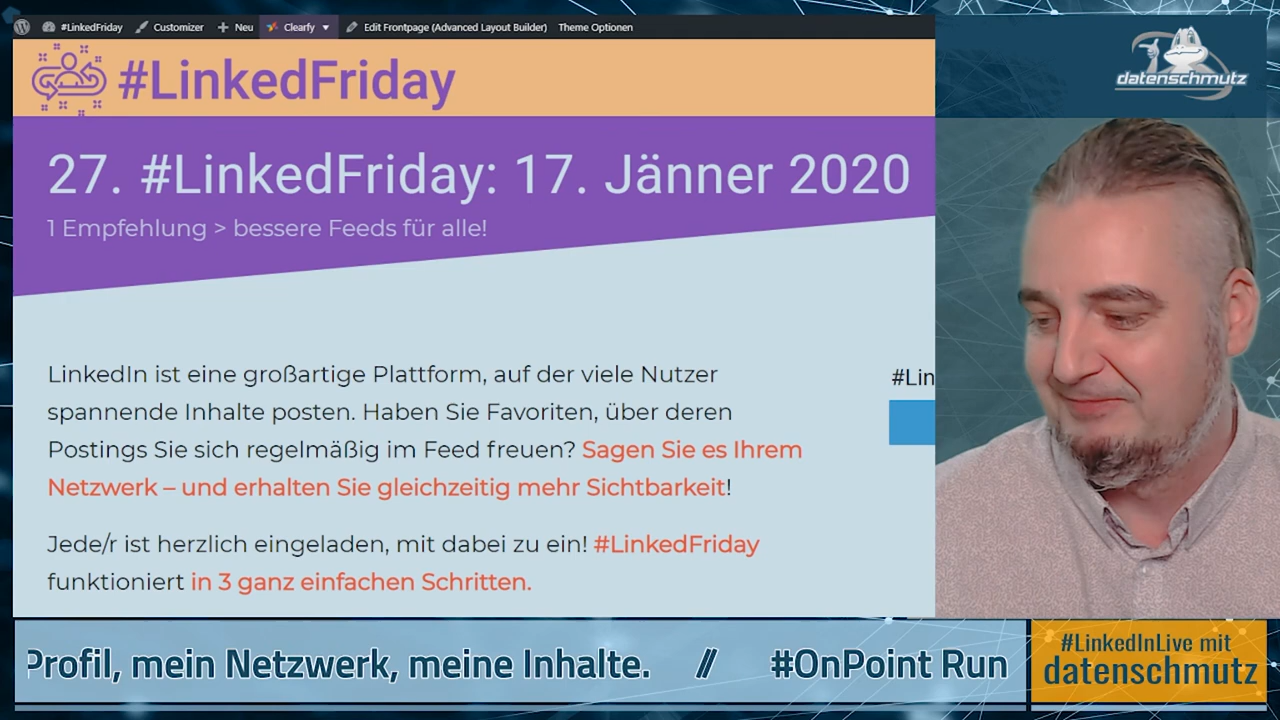 #LinkedFriday
Customizer
Neu
Clearfy
Edit Frontpage (Advanced Layout Builder)
Theme Optionen
datenschmutz
#LinkedFriday
27. #LinkedFriday: 17. Jänner 2020
1 Empfehlung > bessere Feeds für alle!
LinkedIn ist eine großartige Plattform, auf der viele Nutzer
spannende Inhalte posten. Haben Sie Favoriten, über deren
Postings Sie sich regelmäßig im Feed freuen? Sagen Sie es Ihrem
Netzwerk – und erhalten Sie gleichzeitig mehr Sichtbarkeit!
Jede/r ist herzlich eingeladen, mit dabei zu ein! #LinkedFriday
funktioniert in 3 ganz einfachen Schritten.
#Lin
Profil, mein Netzwerk, meine Inhalte. // #OnPoint Run
#LinkedInLive mit
datenschmutz